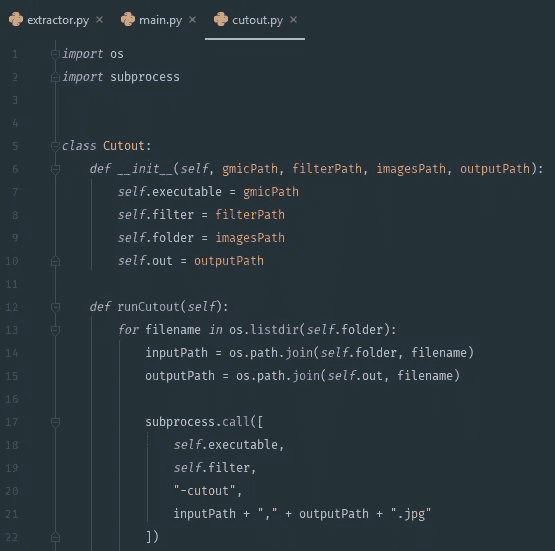 extractor.py × main.py × cutout.py ×
1 import os
2 import subprocess
3
4
5 class Cutout:
6     def __init__(self, gmicPath, filterPath, imagesPath, outputPath):
7         self.executable = gmicPath
8         self.filter = filterPath
9         self.folder = imagesPath
10         self.out = outputPath
11
12     def runCutout(self):
13         for filename in os.listdir(self.folder):
14             inputPath = os.path.join(self.folder, filename)
15             outputPath = os.path.join(self.out, filename)
16
17             subprocess.call([
18                 self.executable,
19                 self.filter,
20                 "-cutout",
21                 inputPath + "," + outputPath + ".jpg"
22             ])